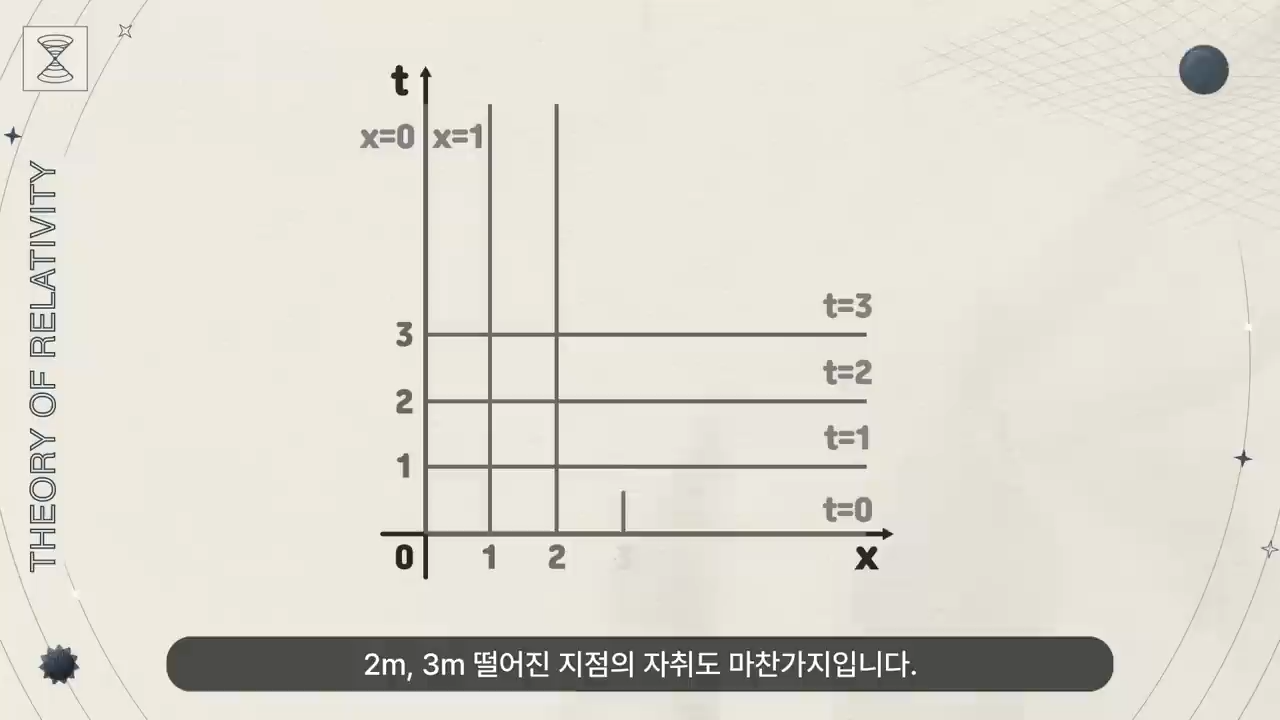 THEORY OF RELATIVITY
t
x=0 x=1
t=3
3
t=2
2
t=1
1
t=0
0 1 2 3 x
2m, 3m 떨어진 지점의 자취도 마찬가지입니다.